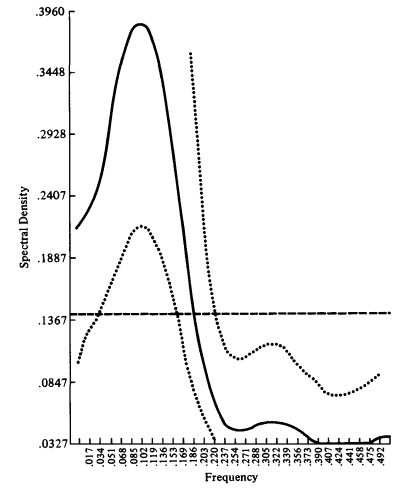 .3960
.3448
.2928
.2407
.1887
.1367
.0847
.0327
Spectral Density
.017 .034 .051 .068 .085 .102 .119 .136 .153 .169 .186 .203 .220 .237 .254 .271 .288 .305 .322 .339 .356 .373 .390 .407 .424 .441 .458 .475 .492
Frequency